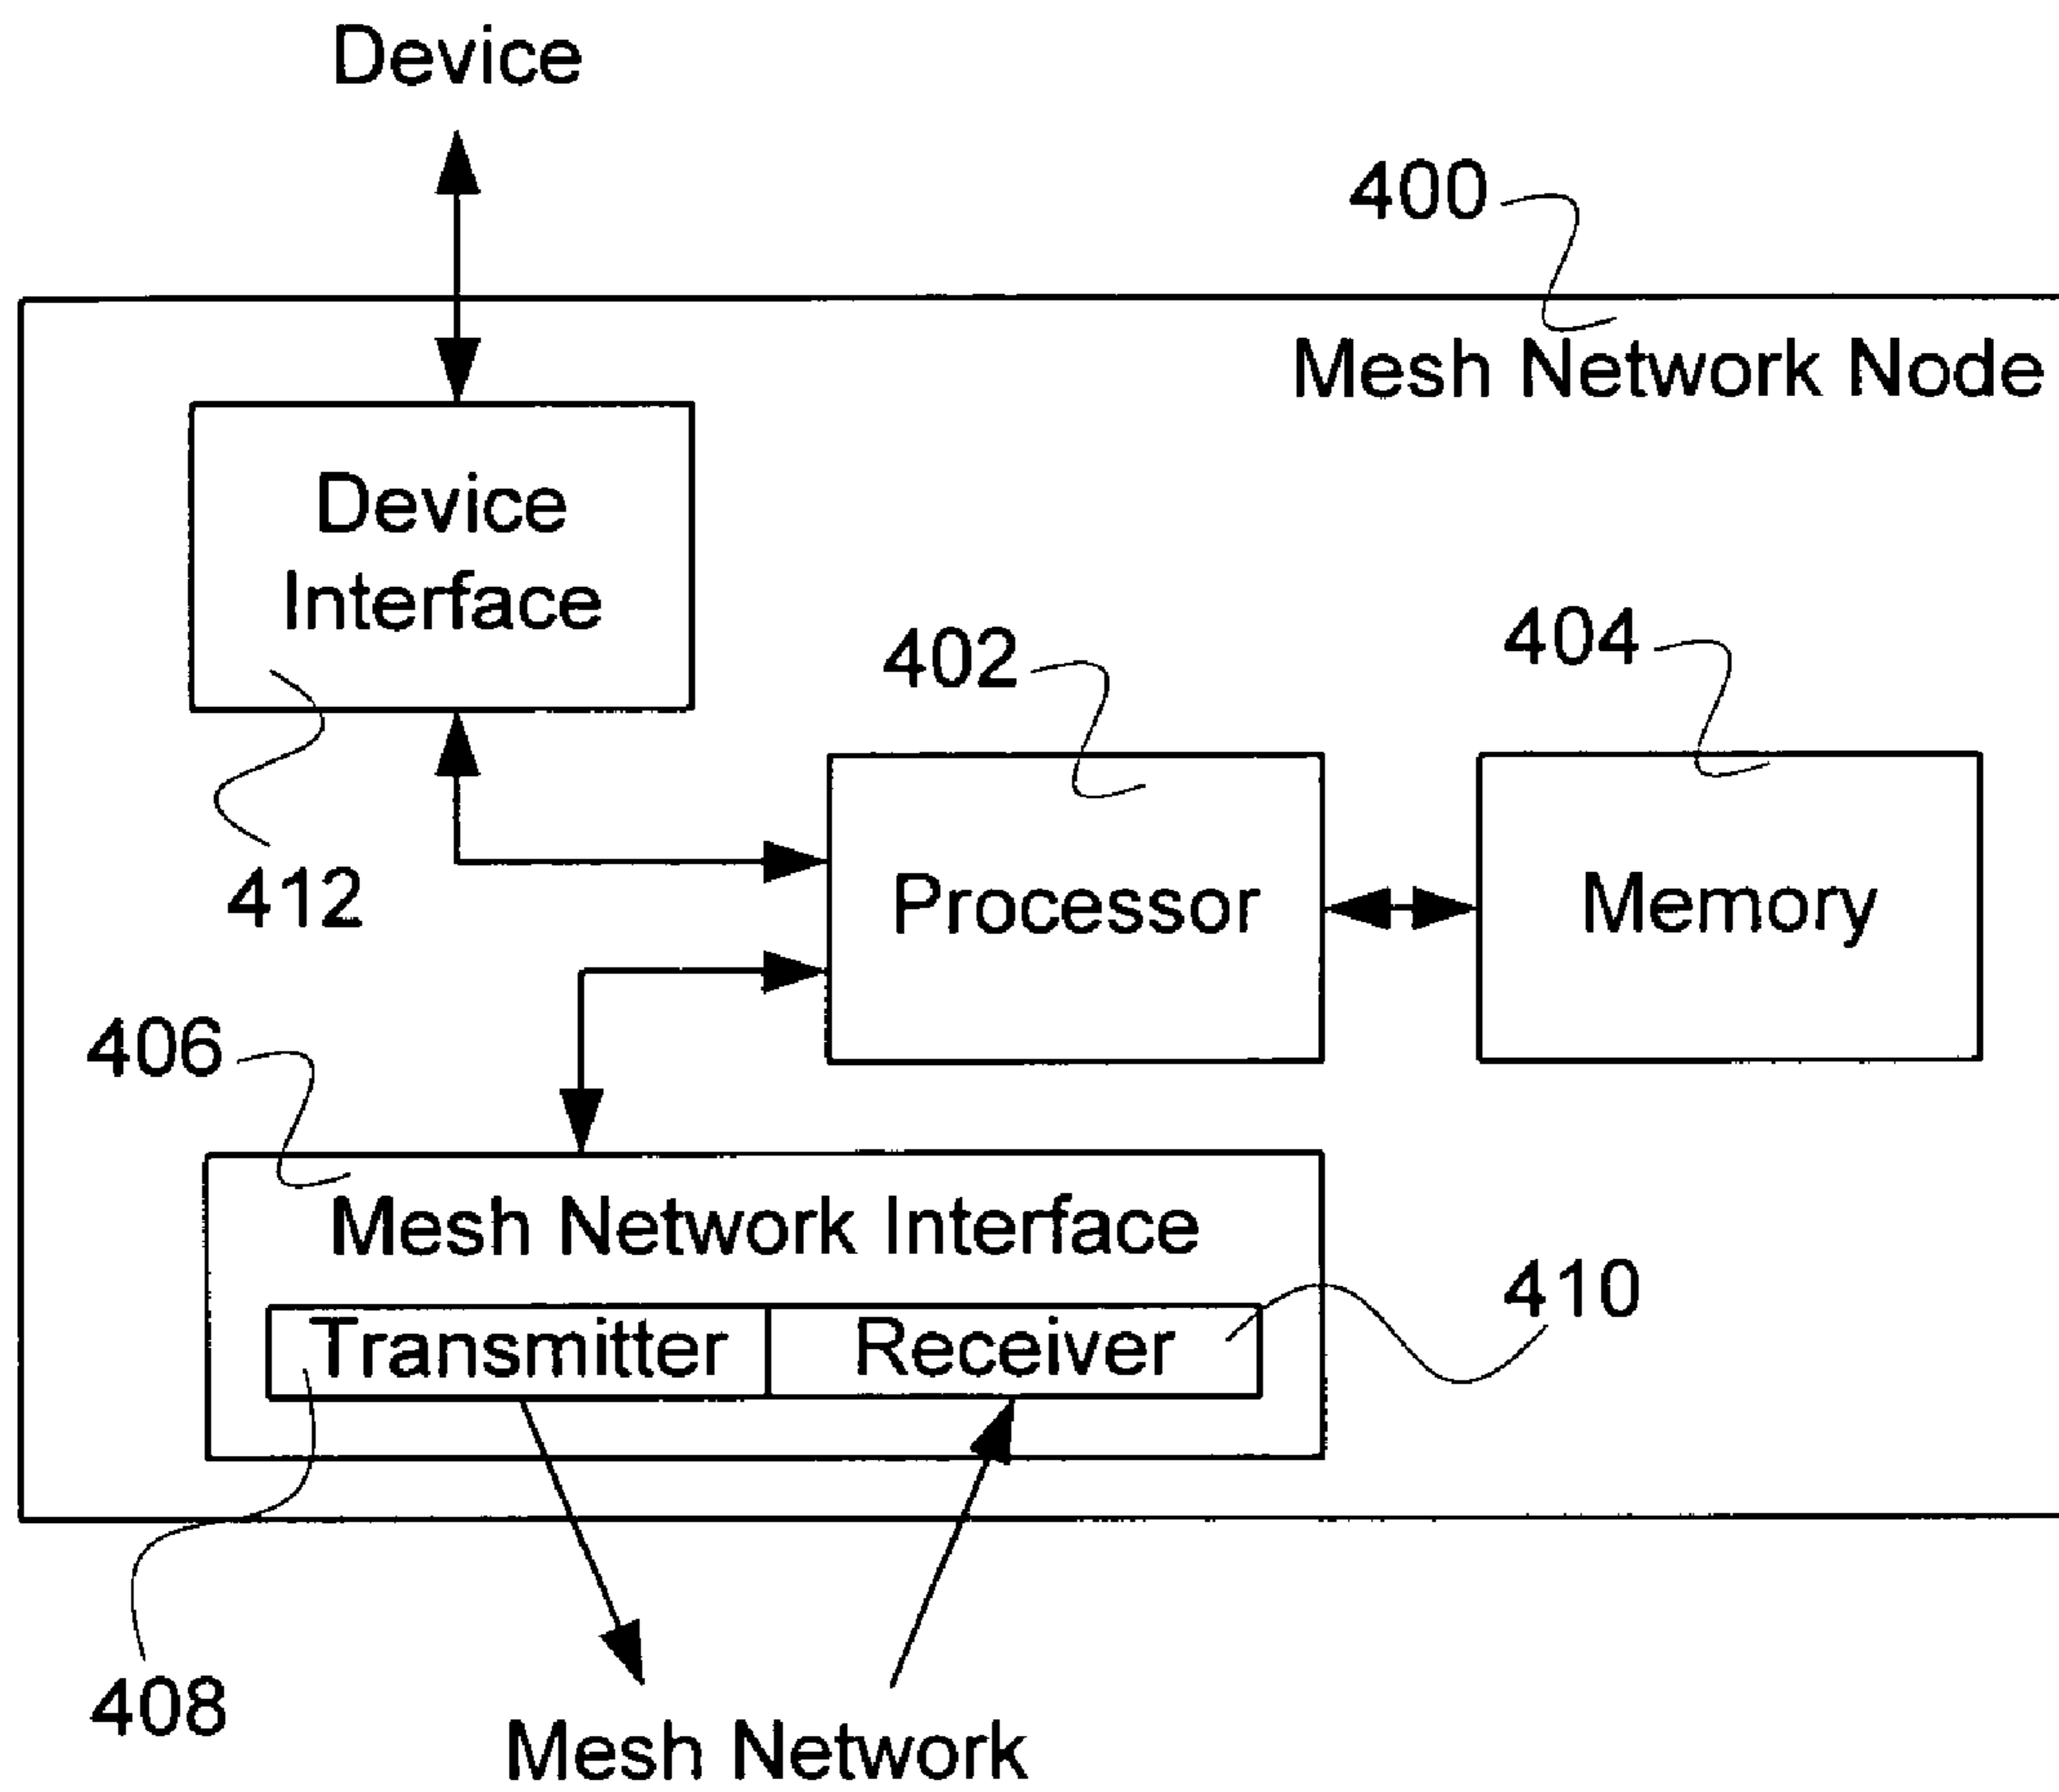 Device
400
Mesh Network Node
Device
Interface
402
404
412
Processor
Memory
406
Mesh Network Interface
Transmitter
Receiver
410
408
Mesh Network